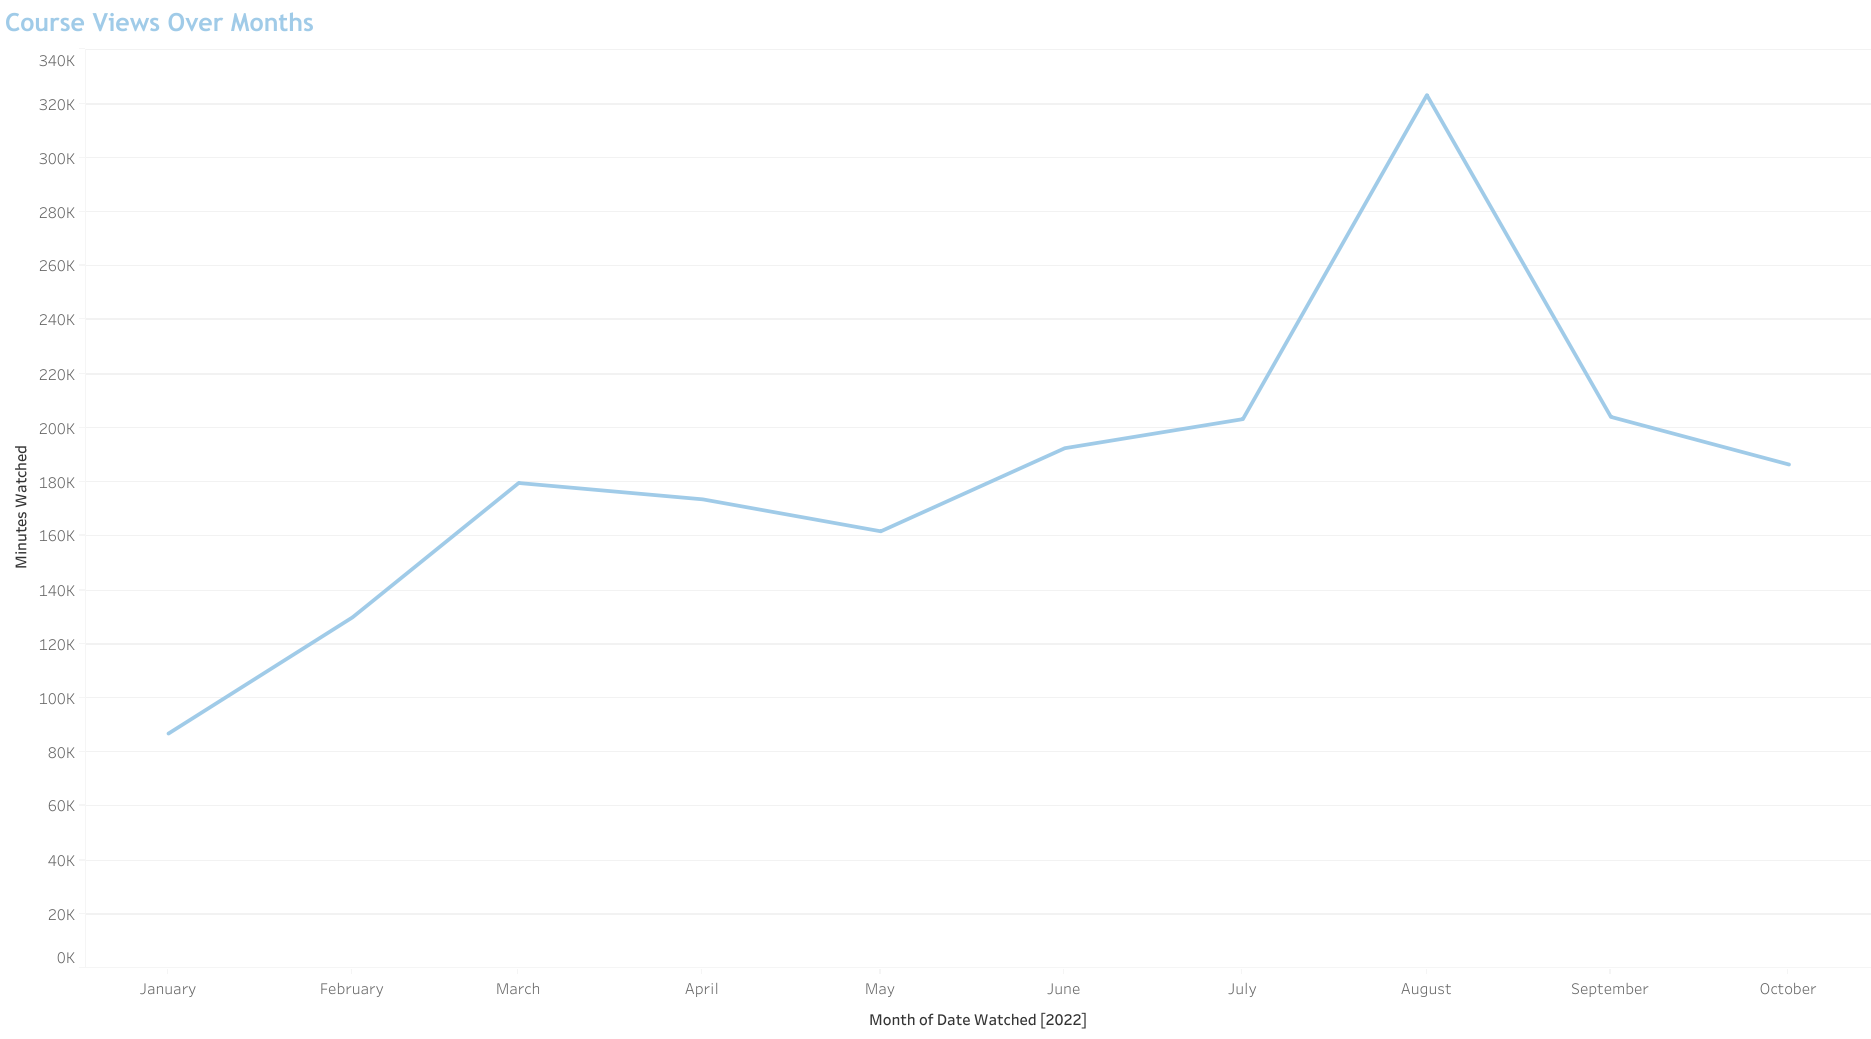 Course Views Over Months
340K
320K
300K
280K
260K
240K
220K
200K
180K
160K
140K
120K
100K
80K
60K
40K
20K
0K
Minutes Watched
January February March April May June July August September October
Month of Date Watched [2022]